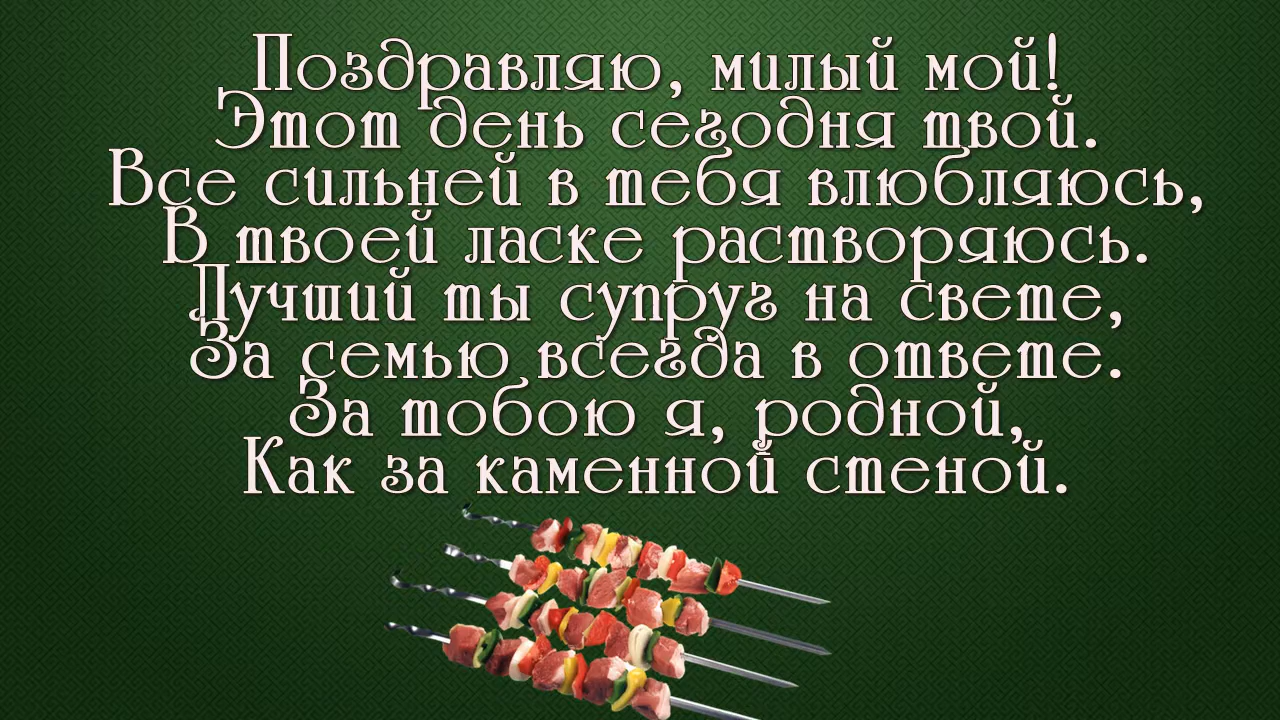 Поздравляю, милый мой!
Этот день сегодня твой.
Все сильней в тебя влюбляюсь,
В твоей ласке растворяюсь.
Лучший ты супруг на свете,
За семью всегда в ответе.
За тобою я, родной,
Как за каменной стеной.